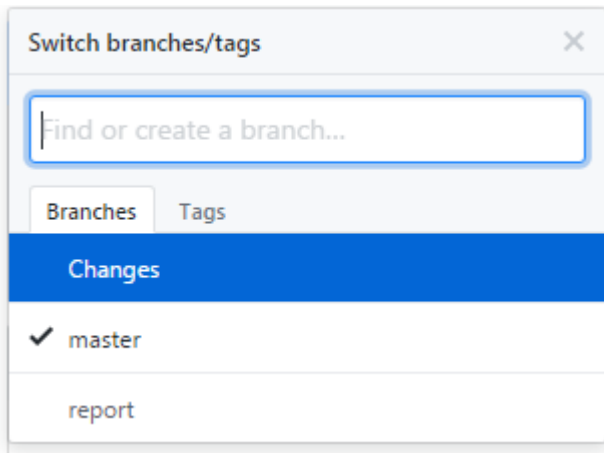 Switch branches/tags
Find or create a branch...
Branches Tags
Changes
master
report